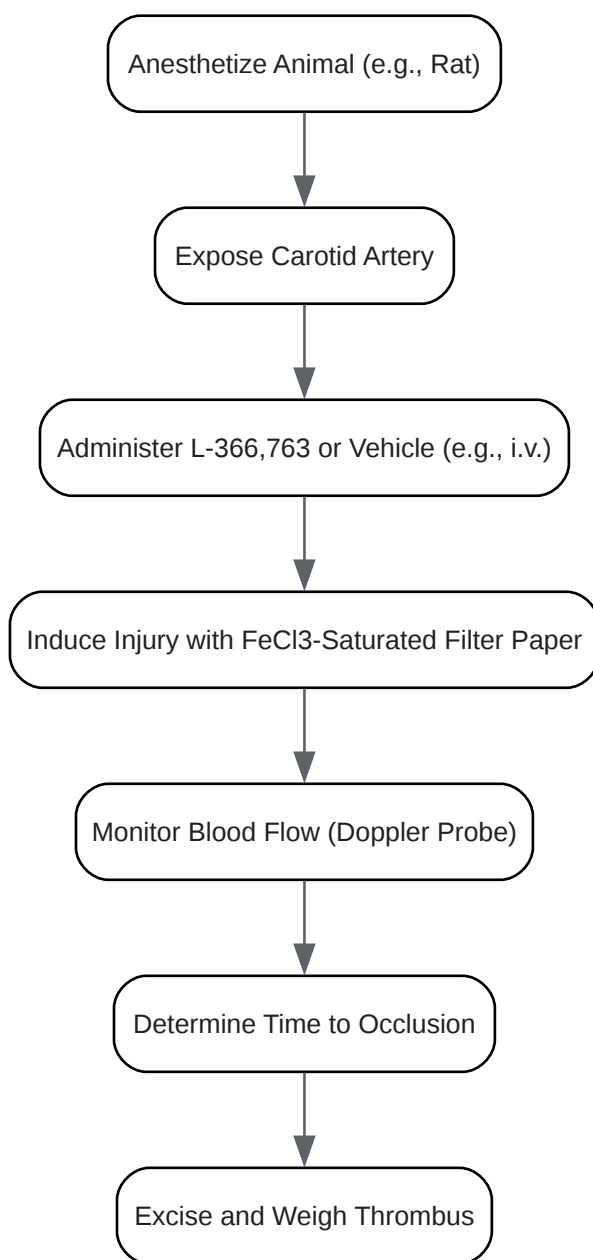 Anesthetize Animal (e.g., Rat)
Expose Carotid Artery
Administer L-366,763 or Vehicle (e.g., i.v.)
Induce Injury with FeCl3-Saturated Filter Paper
Monitor Blood Flow (Doppler Probe)
Determine Time to Occlusion
Excise and Weigh Thrombus